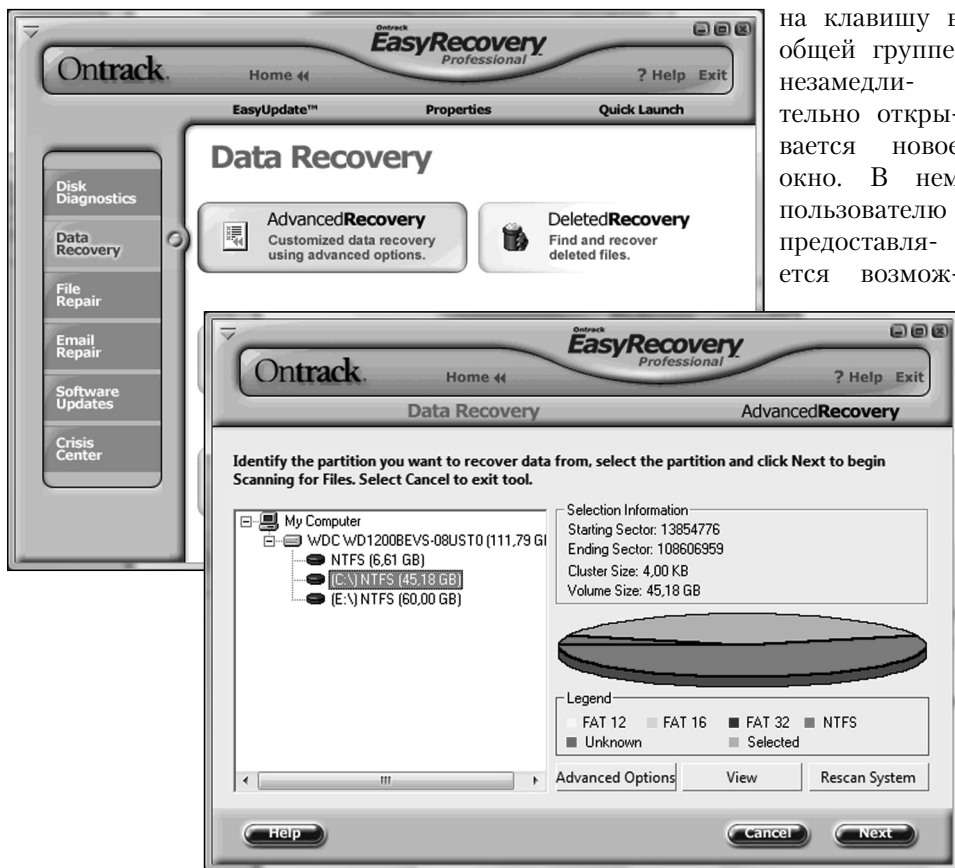 Ontrack
EasyRecovery
Professional
Ontrack.
Home
? Help Exit
EasyUpdate™ Properties Quick Launch
Data Recovery
Disk
Diagnostics
Data
Recovery
File
Repair
Email
Repair
Software
Updates
Crisis
Center
AdvancedRecovery
Customized data recovery
using advanced options.
DeletedRecovery
Find and recover
deleted files.
на клавишу в
общей группе
незамедли-
тельно откры-
вается новое
окно. В нем
пользователю
предоставля-
ется возмож-
Ontrack
EasyRecovery
Professional
Ontrack.
Home
? Help Exit
Data Recovery AdvancedRecovery
Identify the partition you want to recover data from, select the partition and click Next to begin
Scanning for Files. Select Cancel to exit tool.
My Computer
WDC WD1200BEVS-08UST0 (111,79 GI
NTFS (6,61 GB)
(C:\) NTFS (45,18 GB)
(E:\) NTFS (60,00 GB)
Selection Information
Starting Sector: 13854776
Ending Sector: 108606959
Cluster Size: 4,00 KB
Volume Size: 45,18 GB
Legend
FAT 12 FAT 16 FAT 32 NTFS
Unknown Selected
Advanced Options View Rescan System
Help Cancel Next